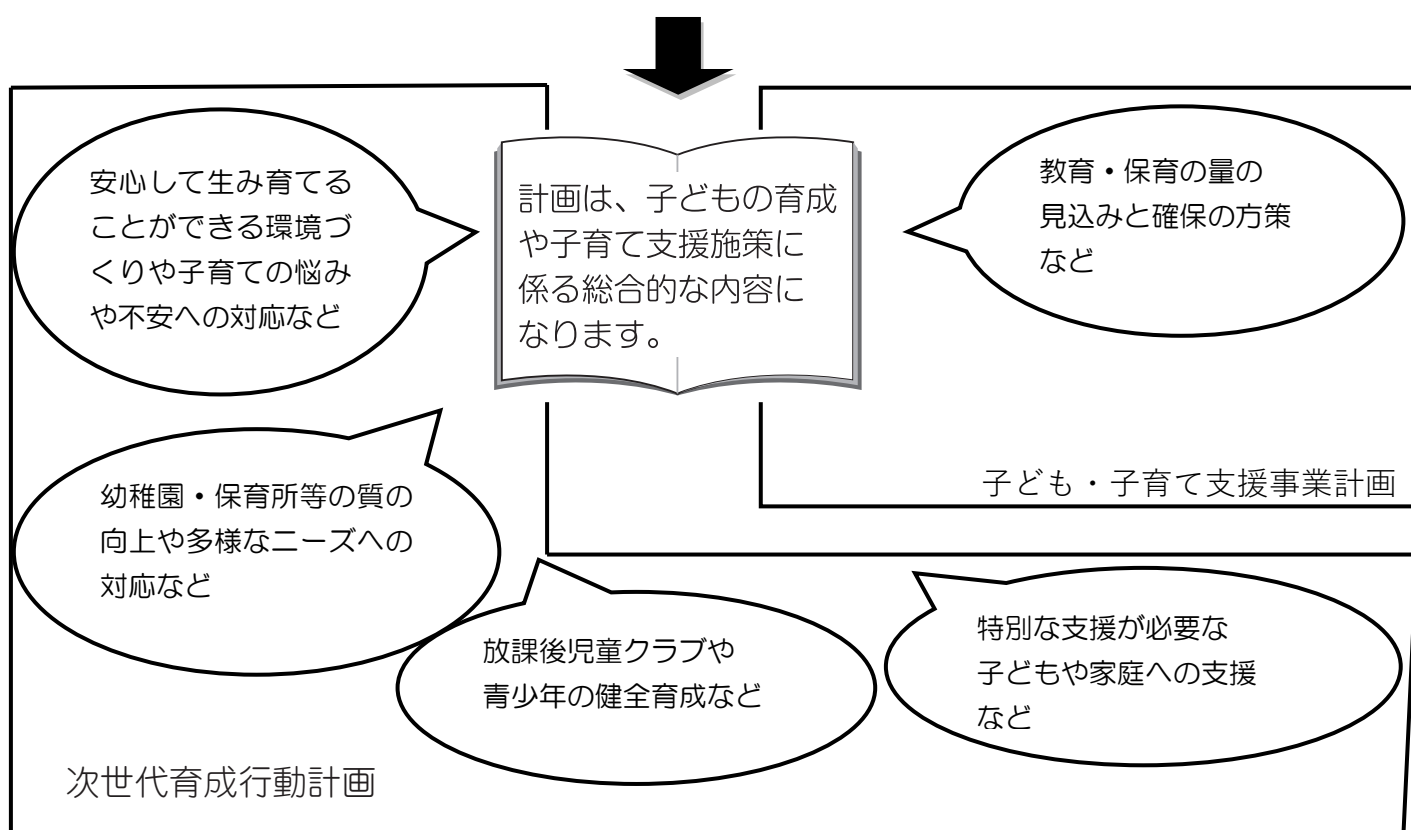 安心して生み育てる
ことができる環境づ
くりや子育ての悩み
や不安への対応など
計画は、子どもの育成
や子育て支援施策に
係る総合的な内容に
なります。
教育・保育の量の
見込みと確保の方策
など
子ども・子育て支援事業計画
幼稚園・保育所等の質の
向上や多様なニーズへの
対応など
放課後児童クラブや
青少年の健全育成など
特別な支援が必要な
子どもや家庭への支援
など
次世代育成行動計画